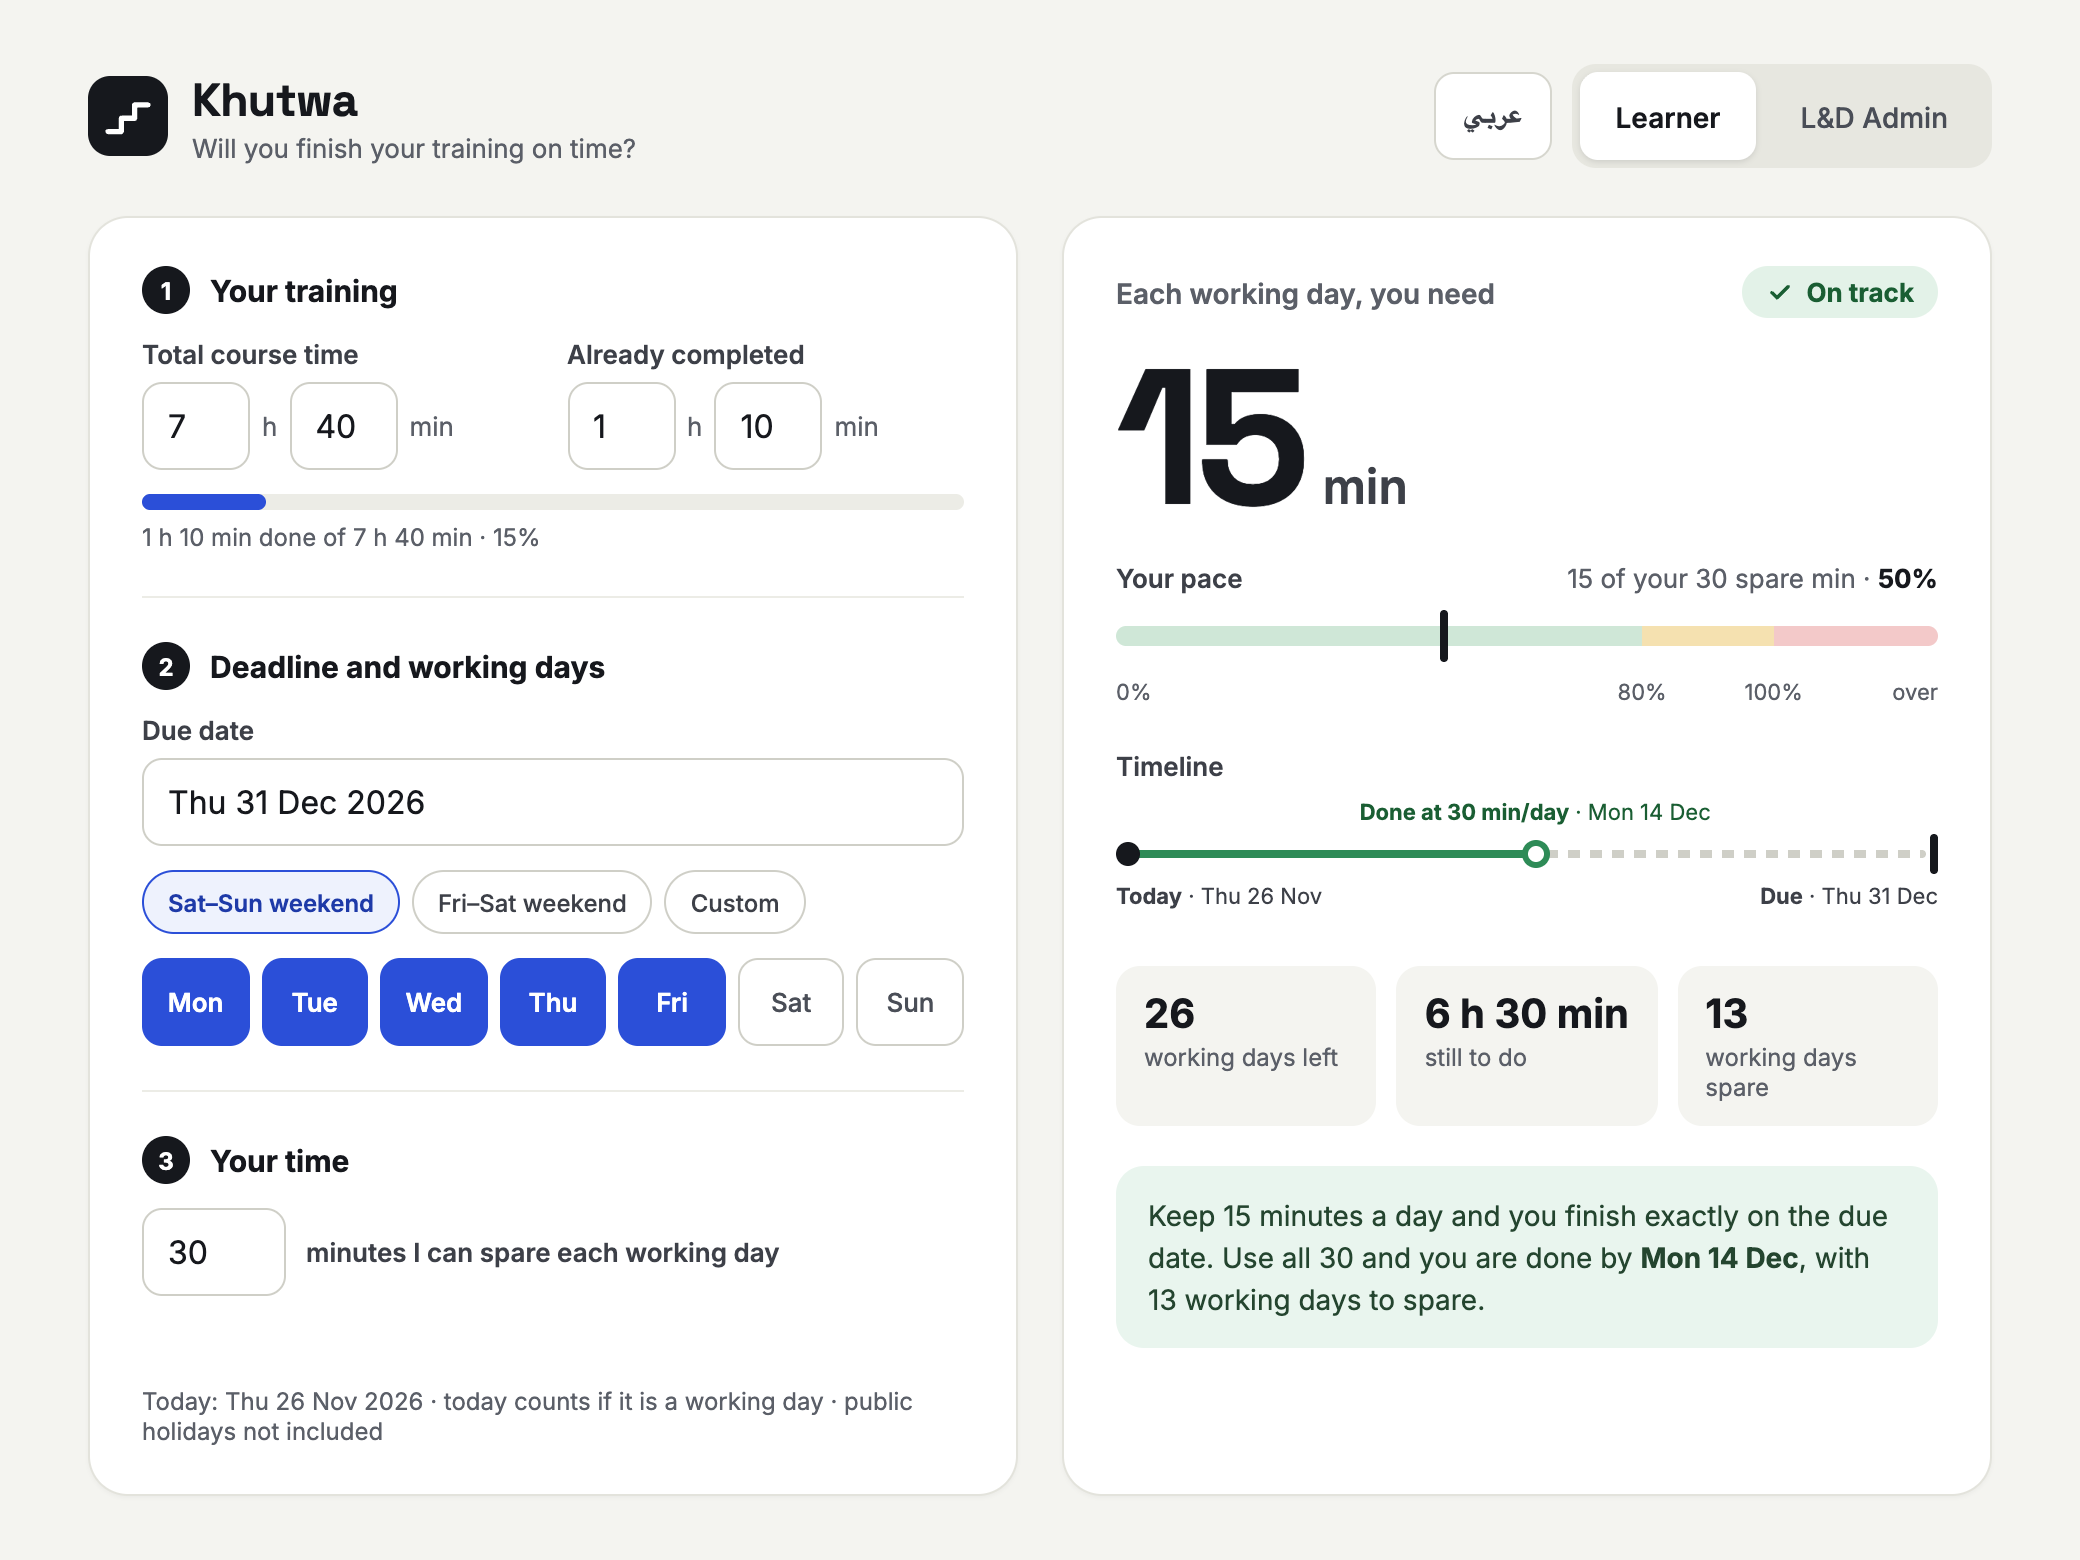 Khutwa
Will you finish your training on time?
عربي
Learner
L&D Admin
1 Your training
Total course time
7 h 40 min
Already completed
1 h 10 min
1 h 10 min done of 7 h 40 min · 15%
2 Deadline and working days
Due date
Thu 31 Dec 2026
Sat–Sun weekend
Fri–Sat weekend
Custom
Mon Tue Wed Thu Fri Sat Sun
3 Your time
30 minutes I can spare each working day
Today: Thu 26 Nov 2026 · today counts if it is a working day · public
holidays not included
Each working day, you need
On track
15 min
Your pace
15 of your 30 spare min · 50%
0% 80% 100% over
Timeline
Done at 30 min/day · Mon 14 Dec
Today · Thu 26 Nov
Due · Thu 31 Dec
26
working days left
6 h 30 min
still to do
13
working days
spare
Keep 15 minutes a day and you finish exactly on the due
date. Use all 30 and you are done by Mon 14 Dec, with
13 working days to spare.